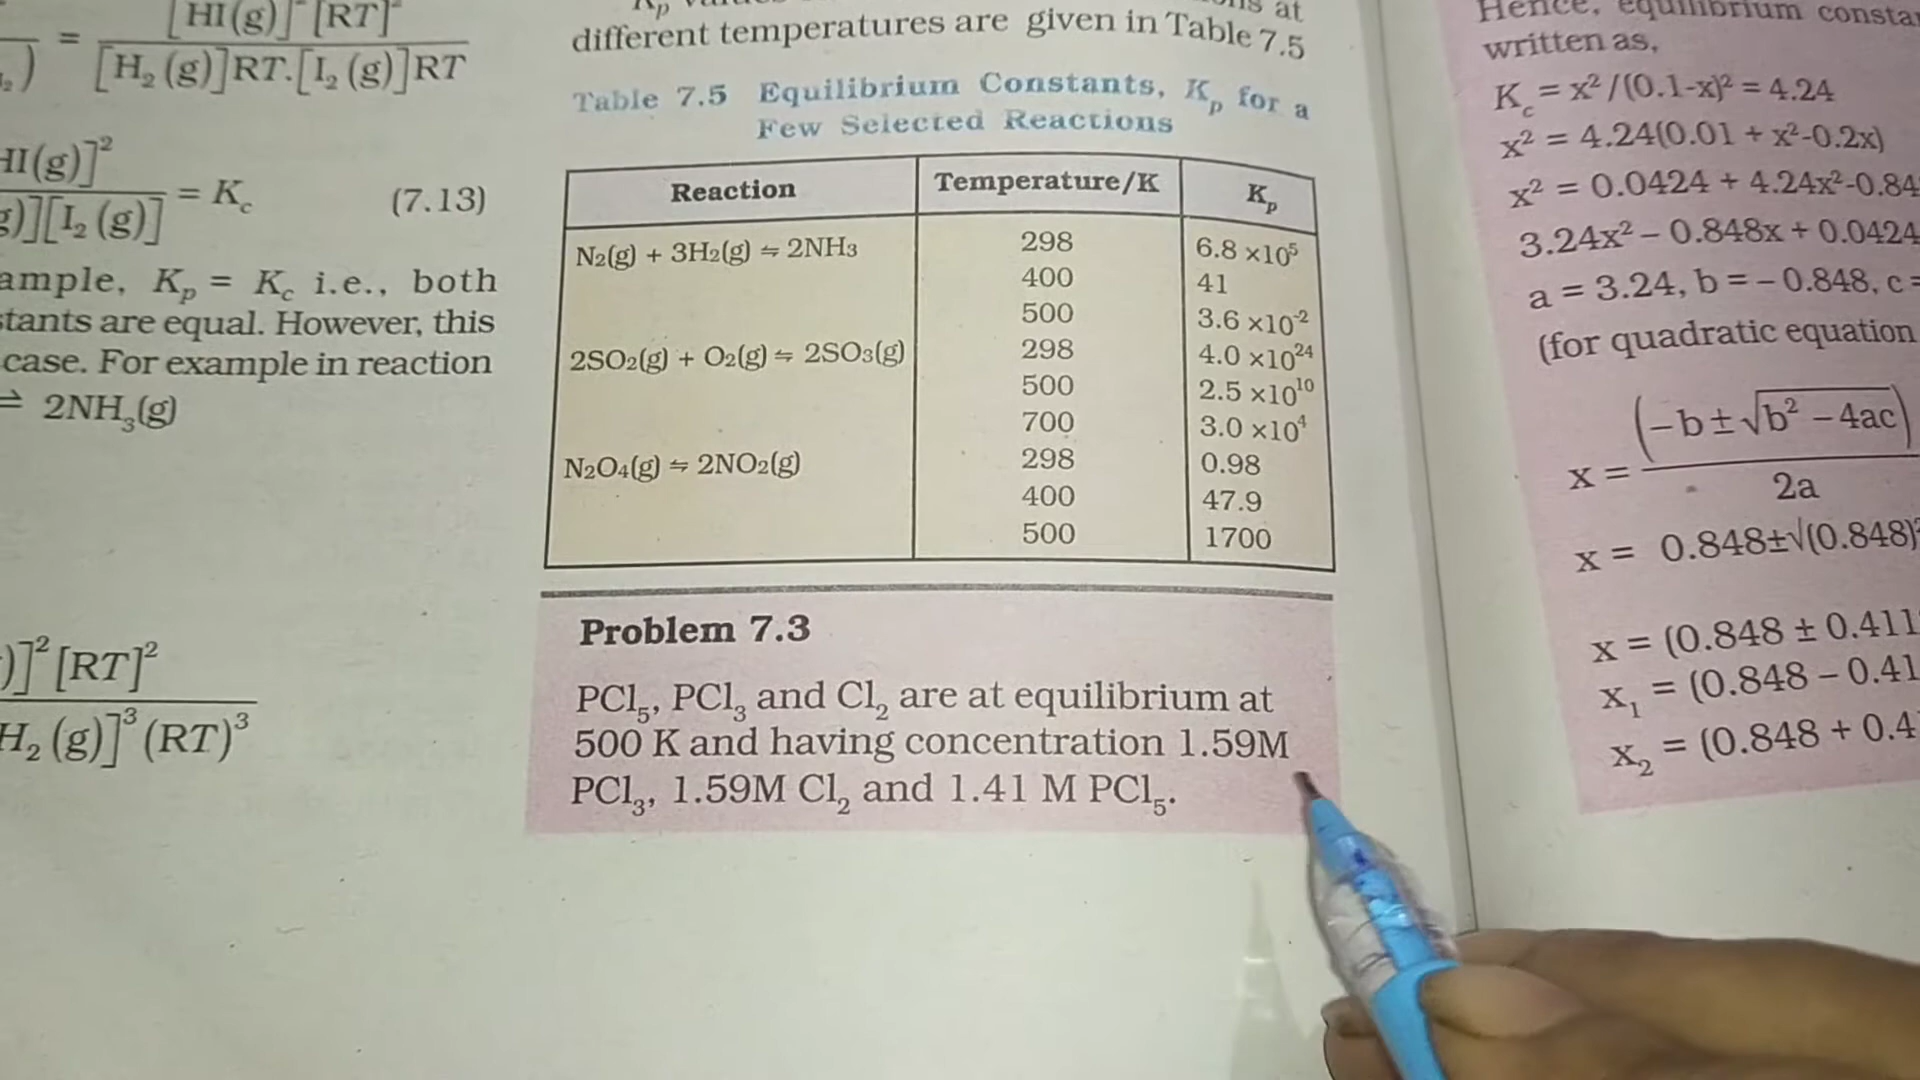 = [HI(g)]² [RT]²
[H₂(g)]RT.[I₂(g)]RT
HI(g)]²
g)][I₂(g)] = K꜀ (7.13)
ample, Kₚ = K꜀ i.e., both
stants are equal. However, this
case. For example in reaction
⇌ 2NH₃(g)
)]² [RT]²
H₂(g)]³ (RT)³
at
different temperatures are given in Table 7.5
Table 7.5 Equilibrium Constants, Kₚ for a
Few Selected Reactions
Reaction Temperature/K Kₚ
N₂(g) + 3H₂(g) ⇌ 2NH₃ 298 6.8 ×10⁵
400 41
500 3.6 ×10⁻²
2SO₂(g) + O₂(g) ⇌ 2SO₃(g) 298 4.0 ×10²⁴
500 2.5 ×10¹⁰
700 3.0 ×10⁴
N₂O₄(g) ⇌ 2NO₂(g) 298 0.98
400 47.9
500 1700
Problem 7.3
PCl₅, PCl₃ and Cl₂ are at equilibrium at
500 K and having concentration 1.59M
PCl₃, 1.59M Cl₂ and 1.41 M PCl₅.
Hence, equilibrium consta
written as,
K꜀ = x²/(0.1-x)² = 4.24
x² = 4.24(0.01 + x²-0.2x)
x² = 0.0424 + 4.24x²-0.84
3.24x² – 0.848x + 0.0424
a = 3.24, b = – 0.848, c =
(for quadratic equation
x = (–b ± √b² – 4ac)
2a
x = 0.848±√(0.848)²
x = (0.848 ± 0.411
x₁ = (0.848 – 0.41
x₂ = (0.848 + 0.4